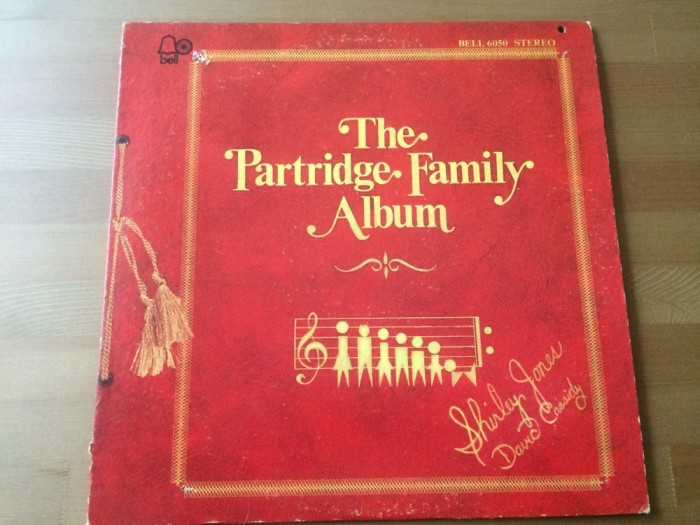 bell
BELL 6050 STEREO
The
Partridge Family
Album
Shirley Jones
David Cassidy